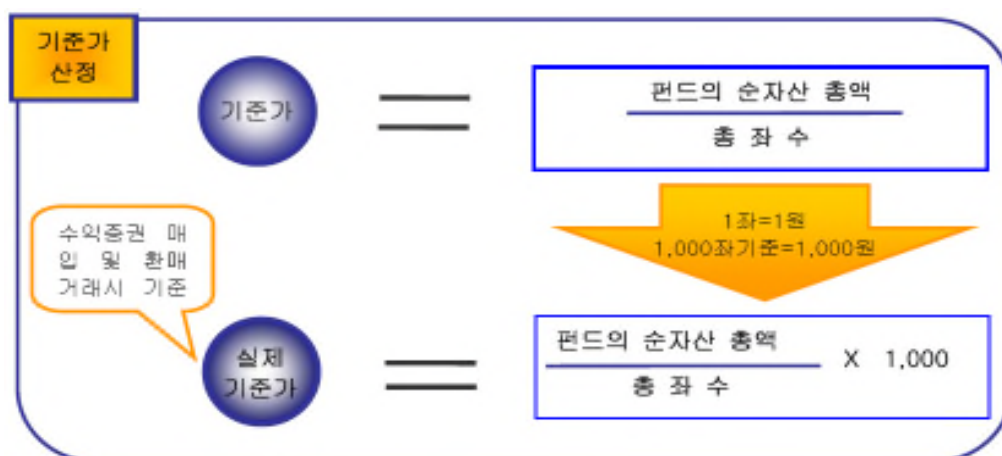 기준가
산정
기준가
펀드의 순자산 총액
총 좌 수
1좌=1원
1,000좌기준=1,000원
수익증권 매
입 및 환매
거래시 기준
실제
기준가
펀드의 순자산 총액
총 좌 수
X 1,000